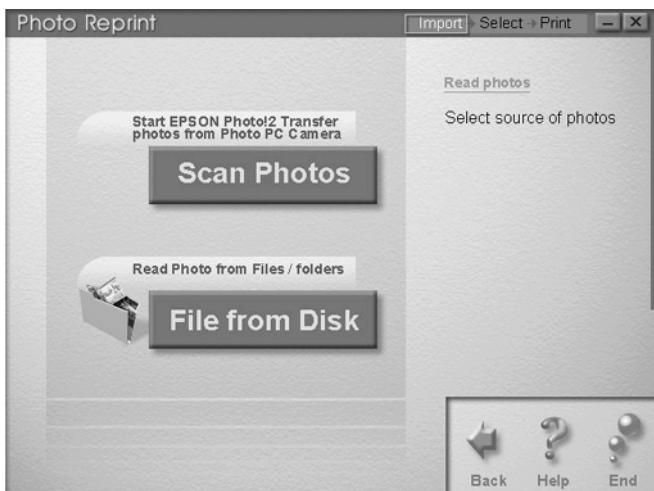 Photo Reprint
Import Select Print
Read photos
Select source of photos
Start EPSON Photo!2 Transfer
photos from Photo PC Camera
Scan Photos
Read Photo from Files / folders
File from Disk
Back Help End